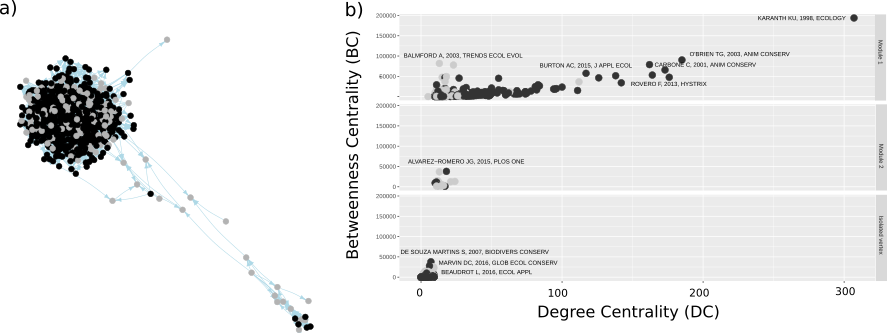 a)
b)
Betweenness Centrality (BC)
200000
150000
100000
50000
0
KARANTH KU, 1998, ECOLOGY
O'BRIEN TG, 2003, ANIM CONSERV
BALMFORD A, 2003, TRENDS ECOL EVOL
BURTON AC, 2015, J APPL ECOL
CARBONE C, 2001, ANIM CONSERV
ROVERO F, 2013, HYSTRIX
Module 1
200000
150000
100000
50000
0
ALVAREZ-ROMERO JG, 2015, PLOS ONE
Module 2
200000
150000
100000
50000
0
DE SOUZA MARTINS S, 2007, BIODIVERS CONSERV
MARVIN DC, 2016, GLOB ECOL CONSERV
BEAUDROT L, 2016, ECOL APPL
Isolated vertex
0
100
200
300
Degree Centrality (DC)